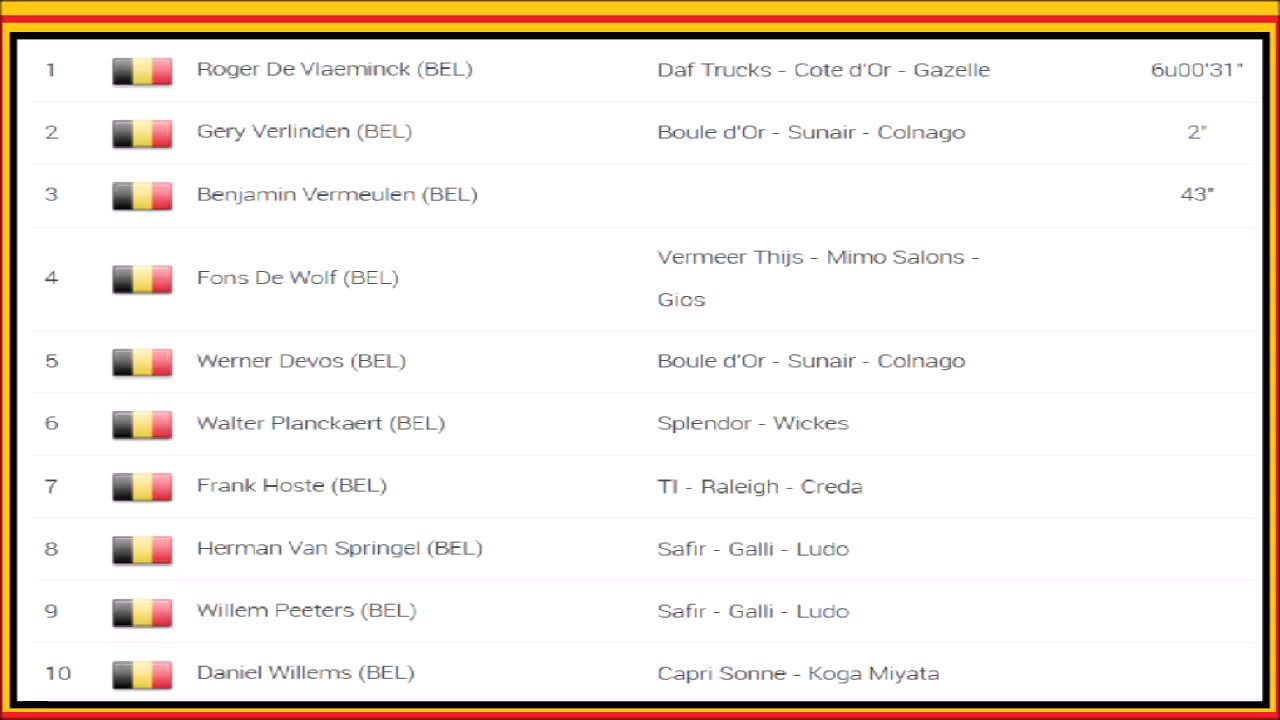 1 Roger De Vlaeminck (BEL) Daf Trucks - Cote d'Or - Gazelle 6u00'31"
2 Gery Verlinden (BEL) Boule d'Or - Sunair - Colnago 2"
3 Benjamin Vermeulen (BEL) 43"
4 Fons De Wolf (BEL) Vermeer Thijs - Mimo Salons -
Gios
5 Werner Devos (BEL) Boule d'Or - Sunair - Colnago
6 Walter Planckaert (BEL) Splendor - Wickes
7 Frank Hoste (BEL) TI - Raleigh - Creda
8 Herman Van Springel (BEL) Safir - Galli - Ludo
9 Willem Peeters (BEL) Safir - Galli - Ludo
10 Daniel Willems (BEL) Capri Sonne - Koga Miyata